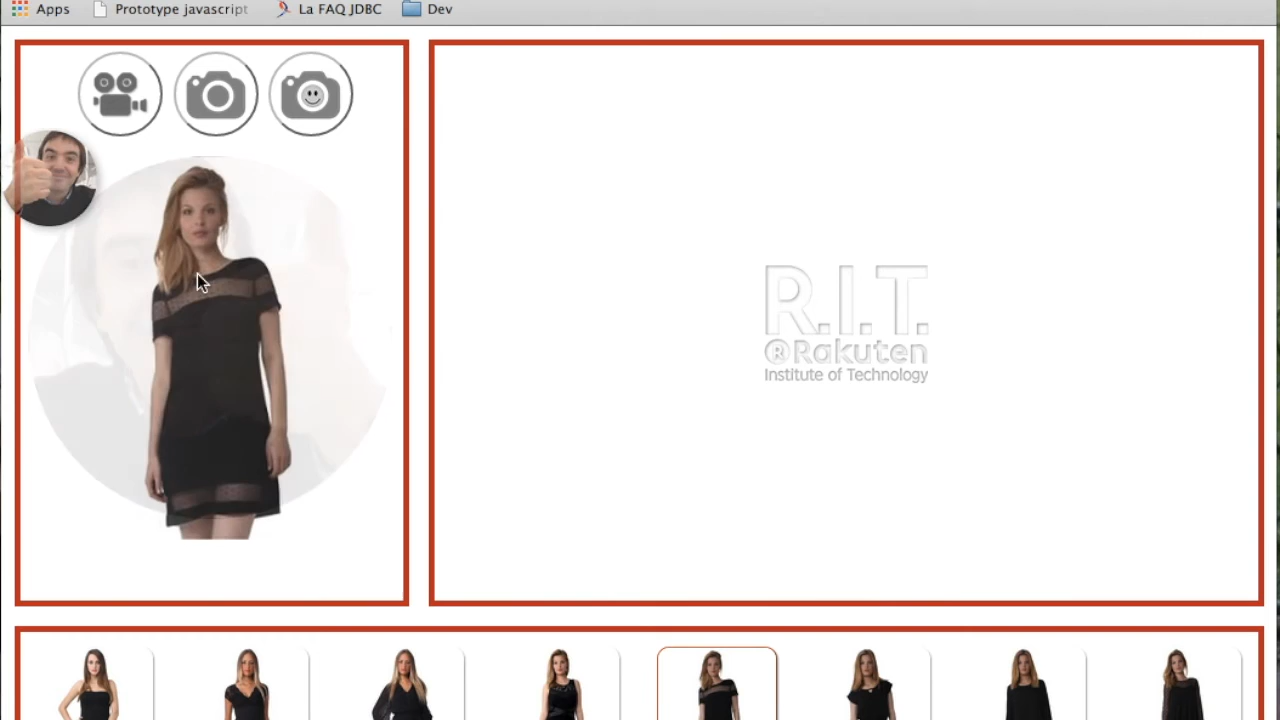 Apps Prototype javascript La FAQ JDBC Dev
R.I.T.
®Rakuten
Institute of Technology